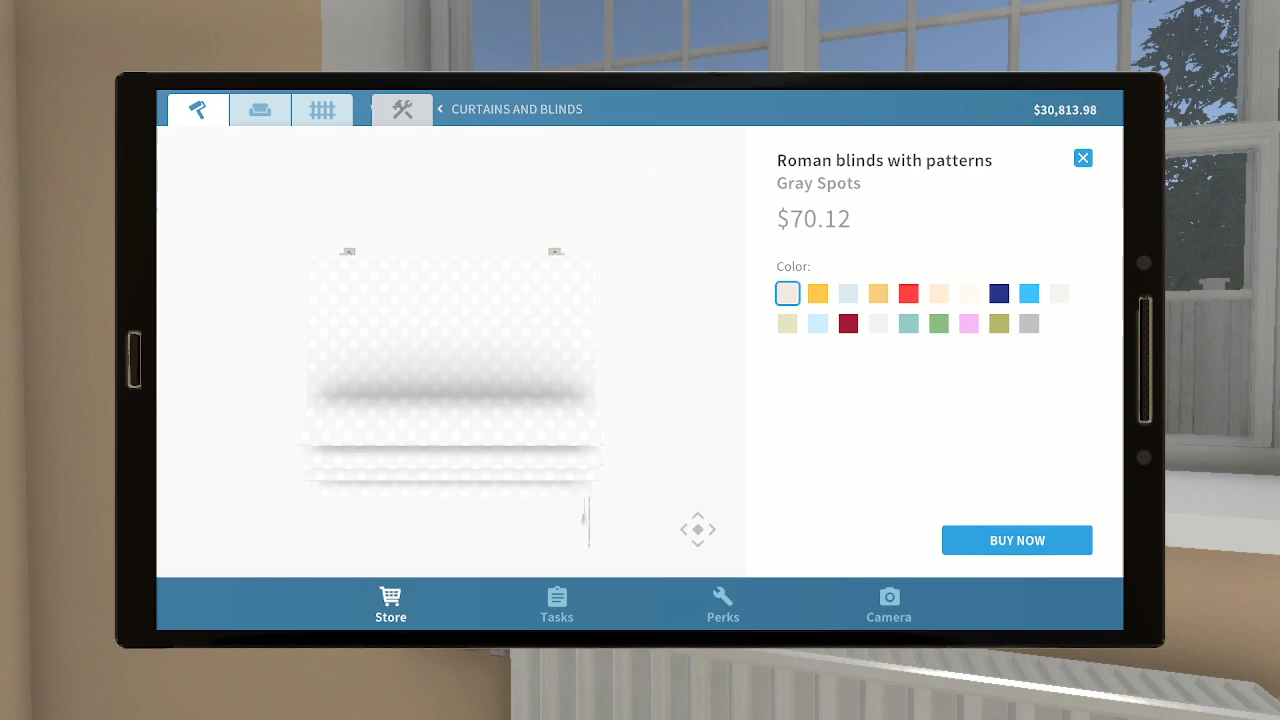 CURTAINS AND BLINDS
$30,813.98
Roman blinds with patterns
Gray Spots
$70.12
Color:
BUY NOW
Store
Tasks
Perks
Camera